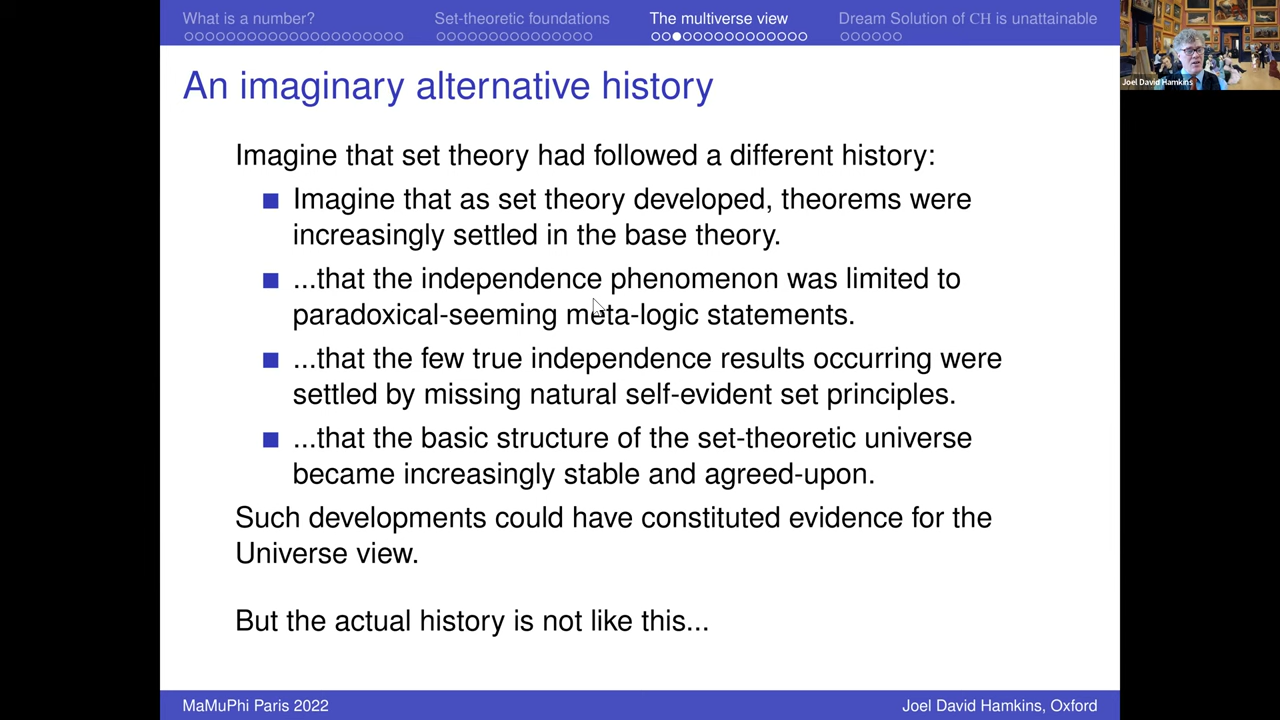 What is a number?
Set-theoretic foundations
The multiverse view
Dream Solution of CH is unattainable
Joel David Hamkins
An imaginary alternative history
Imagine that set theory had followed a different history:
Imagine that as set theory developed, theorems were
increasingly settled in the base theory.
...that the independence phenomenon was limited to
paradoxical-seeming meta-logic statements.
...that the few true independence results occurring were
settled by missing natural self-evident set principles.
...that the basic structure of the set-theoretic universe
became increasingly stable and agreed-upon.
Such developments could have constituted evidence for the
Universe view.
But the actual history is not like this...
MaMuPhi Paris 2022
Joel David Hamkins, Oxford